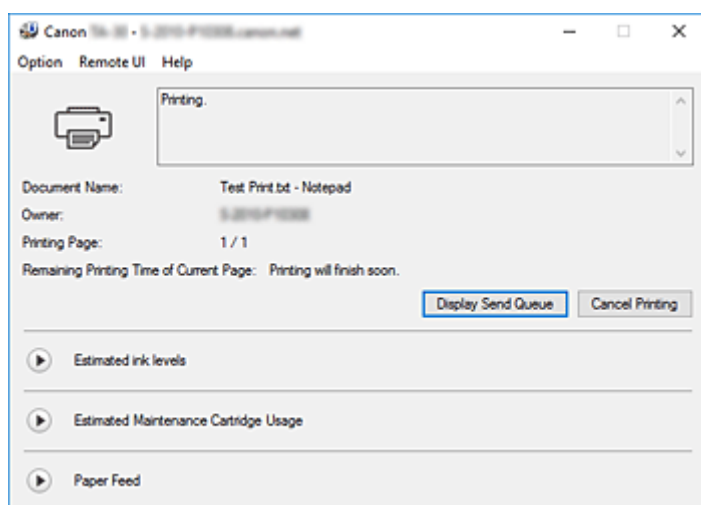 Canon
Option Remote UI Help
Printing.
Document Name: Test Print.txt - Notepad
Owner:
Printing Page: 1 / 1
Remaining Printing Time of Current Page: Printing will finish soon.
Display Send Queue Cancel Printing
Estimated ink levels
Estimated Maintenance Cartridge Usage
Paper Feed